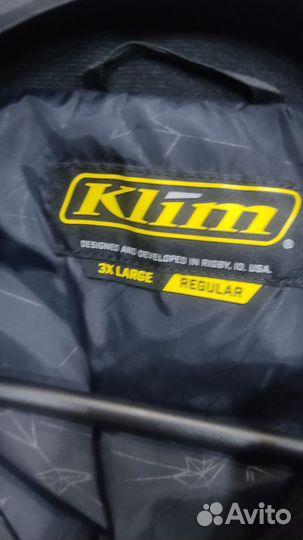 Klim
®
DESIGNED AND DEVELOPED IN RIGBY, ID. USA.
3X LARGE REGULAR
Avito